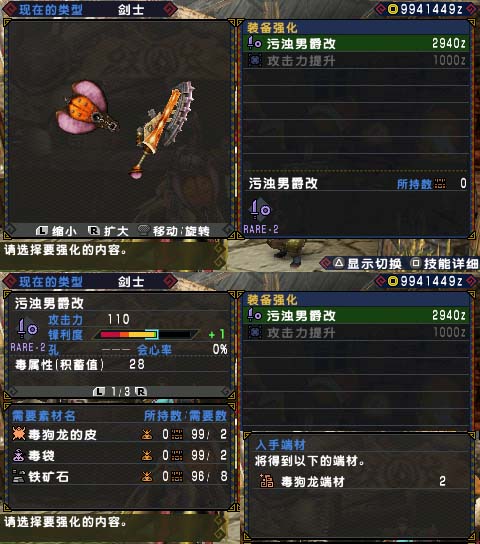 现在的类型 剑士
9941449z
装备强化
污浊男爵改 2940z
攻击力提升 1000z
污浊男爵改 所持数 0
RARE-2
L 缩小 R 扩大 移动/旋转
请选择要强化的内容。
△显示切换 □技能详细
现在的类型 剑士
9941449z
污浊男爵改
攻击力 110
锋利度 +1
RARE-2
孔 --- 会心率 0%
毒属性(积蓄值) 28
L 1/3 R
需要素材名 所持数/需要数
毒狗龙的皮 0 99/ 2
毒袋 0 99/ 2
铁矿石 0 96/ 8
请选择要强化的内容。
装备强化
污浊男爵改 2940z
攻击力提升 1000z
入手端材
将得到以下的端材。
毒狗龙端材 2